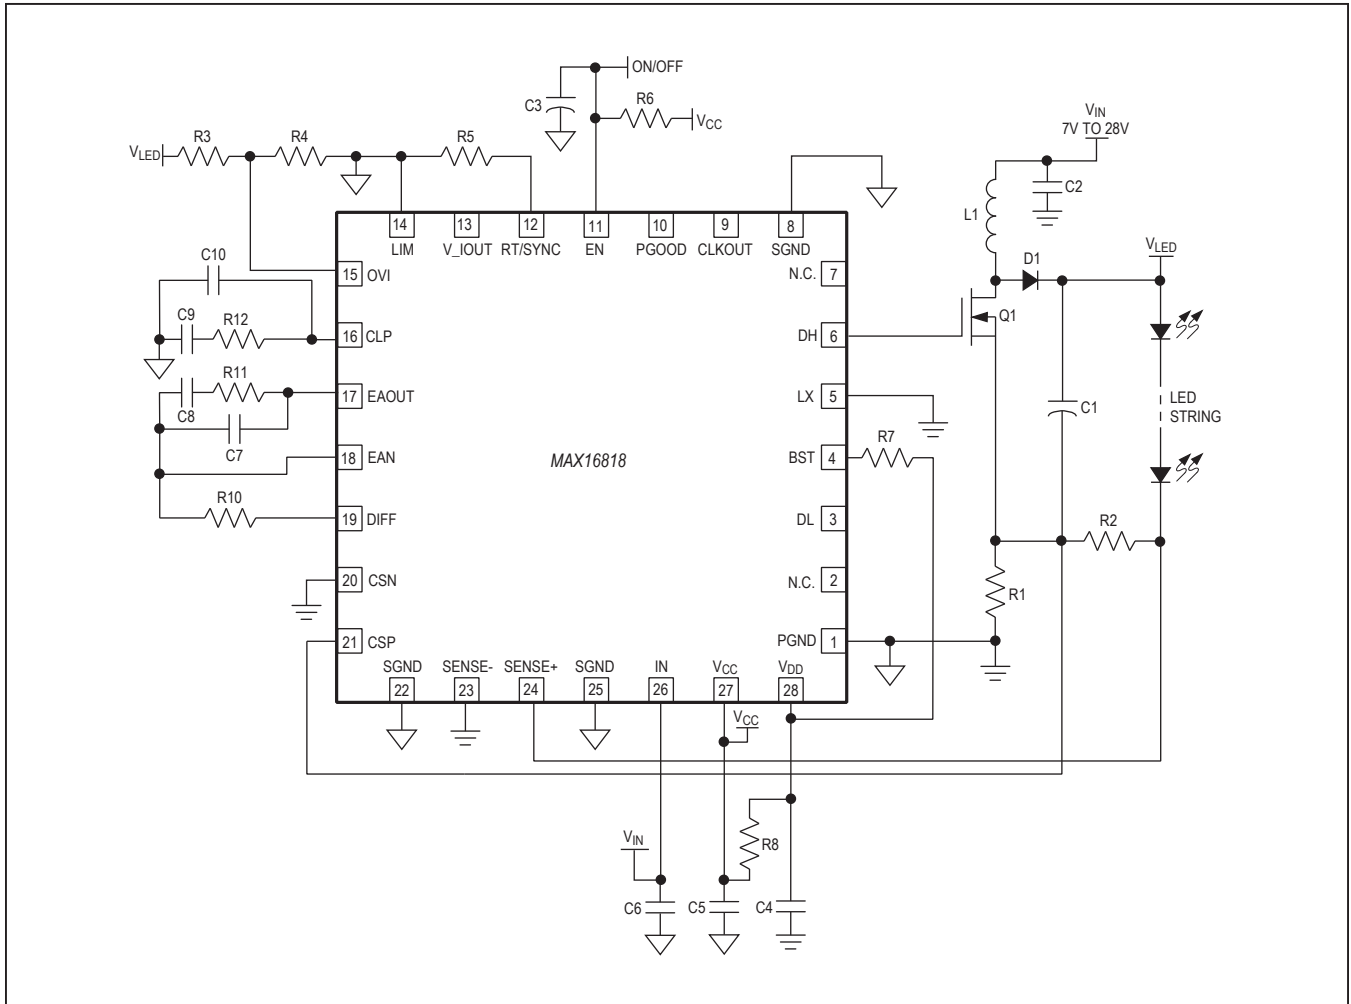 ON/OFF
C3
R6
VCC
VIN
7V TO 28V
VLED
R3
R4
R5
C2
L1
14
13
12
11
10
9
8
LIM
V_IOUT
RT/SYNC
EN
PGOOD
CLKOUT
SGND
VLED
C10
15
OVI
N.C.
7
D1
C9
R12
16
CLP
DH
6
Q1
R11
C8
17
EAOUT
LX
5
C1
LED
STRING
C7
R7
18
EAN
MAX16818
BST
4
R10
19
DIFF
DL
3
R2
20
CSN
N.C.
2
R1
21
CSP
PGND
1
SGND
SENSE-
SENSE+
SGND
IN
VCC
VDD
22
23
24
25
26
27
28
VCC
VIN
R8
C6
C5
C4